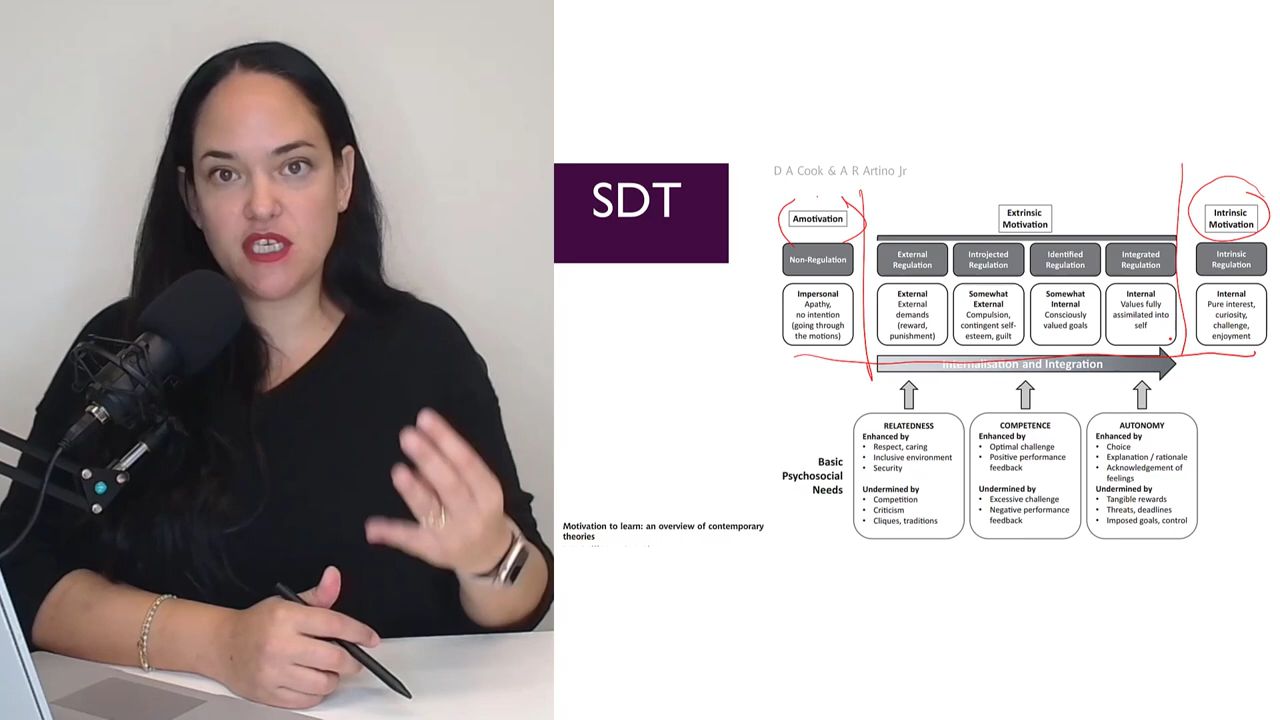 SDT
D A Cook & A R Artino Jr
Amotivation
Extrinsic
Motivation
Intrinsic
Motivation
Non-Regulation
External
Regulation
Introjected
Regulation
Identified
Regulation
Integrated
Regulation
Intrinsic
Regulation
Impersonal
Apathy,
no intention
(going through
the motions)
External
External
demands
(reward,
punishment)
Somewhat
External
Compulsion,
contingent self-
esteem, guilt
Somewhat
Internal
Consciously
valued goals
Internal
Values fully
assimilated into
self
Internal
Pure interest,
curiosity,
challenge,
enjoyment
Internalisation and Integration
Basic
Psychosocial
Needs
RELATEDNESS
Enhanced by
• Respect, caring
• Inclusive environment
• Security
Undermined by
• Competition
• Criticism
• Cliques, traditions
COMPETENCE
Enhanced by
• Optimal challenge
• Positive performance
feedback
Undermined by
• Excessive challenge
• Negative performance
feedback
AUTONOMY
Enhanced by
• Choice
• Explanation / rationale
• Acknowledgement of
feelings
Undermined by
• Tangible rewards
• Threats, deadlines
• Imposed goals, control
Motivation to learn: an overview of contemporary
theories